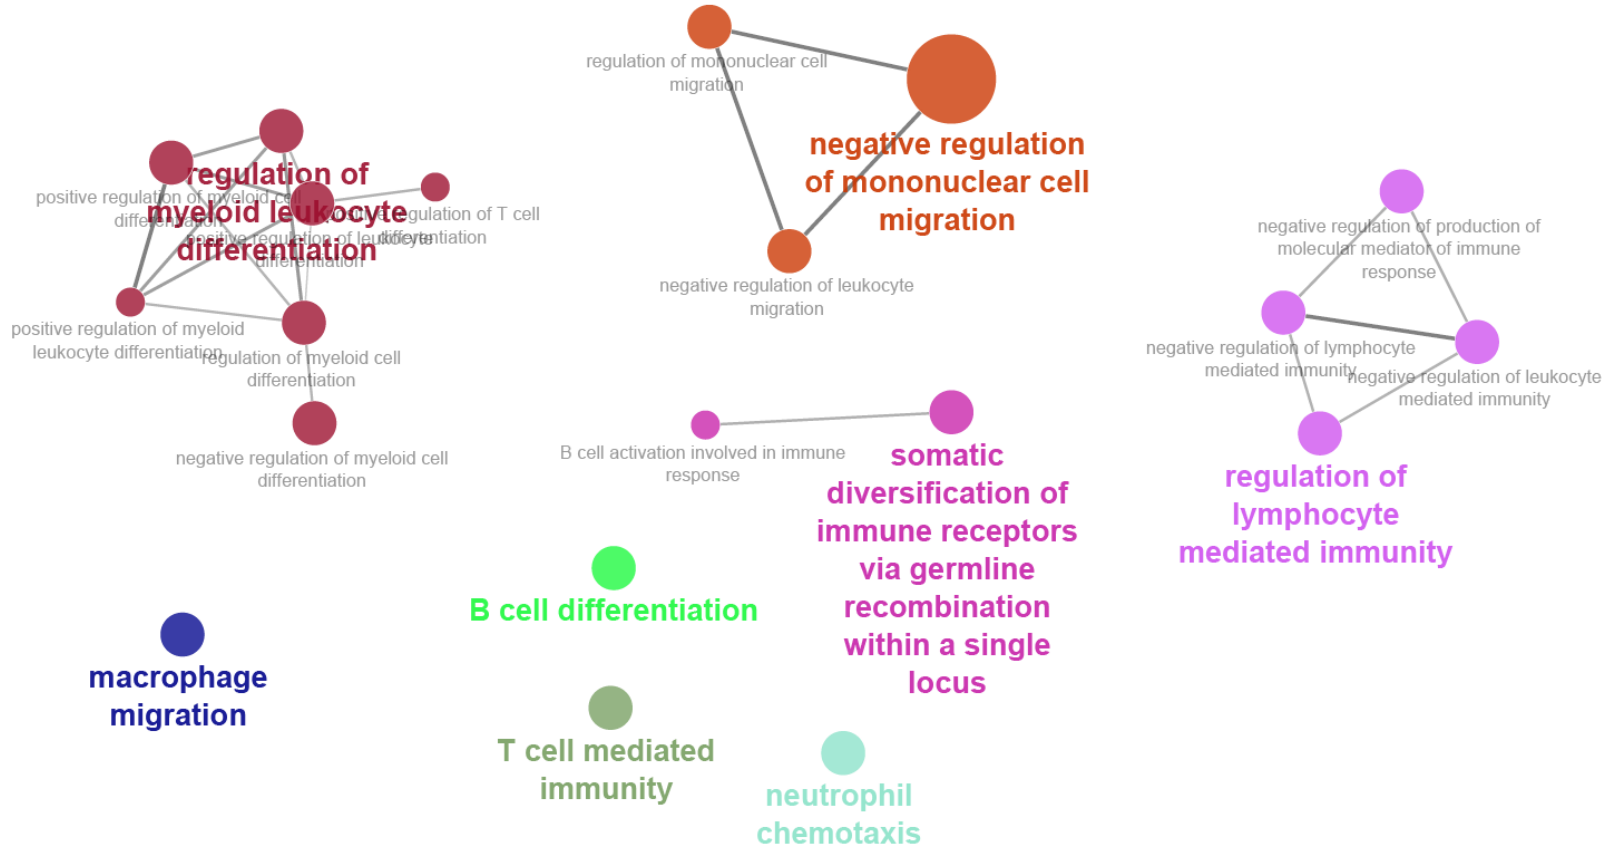 regulation of mononuclear cell
migration
negative regulation
of mononuclear cell
migration
negative regulation of leukocyte
migration
regulation of
myeloid leukocyte
differentiation
positive regulation of myeloid cell
differentiation
positive regulation of T cell
differentiation
positive regulation of leukocyte
differentiation
positive regulation of myeloid
leukocyte differentiation
regulation of myeloid cell
differentiation
negative regulation of myeloid cell
differentiation
negative regulation of production of
molecular mediator of immune
response
negative regulation of lymphocyte
mediated immunity
negative regulation of leukocyte
mediated immunity
regulation of
lymphocyte
mediated immunity
B cell activation involved in immune
response
somatic
diversification of
immune receptors
via germline
recombination
within a single
locus
B cell differentiation
macrophage
migration
T cell mediated
immunity
neutrophil
chemotaxis